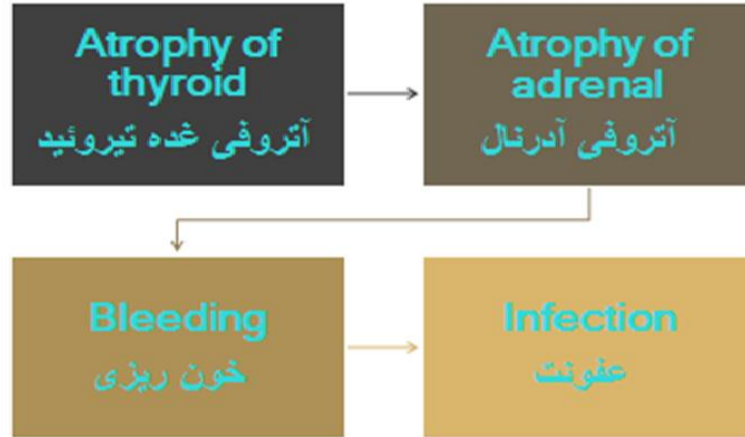 Atrophy of
thyroid
آتروفی غده تیروئید
Atrophy of
adrenal
آتروفی آدرنال
Bleeding
خون ریزی
Infection
عفونت